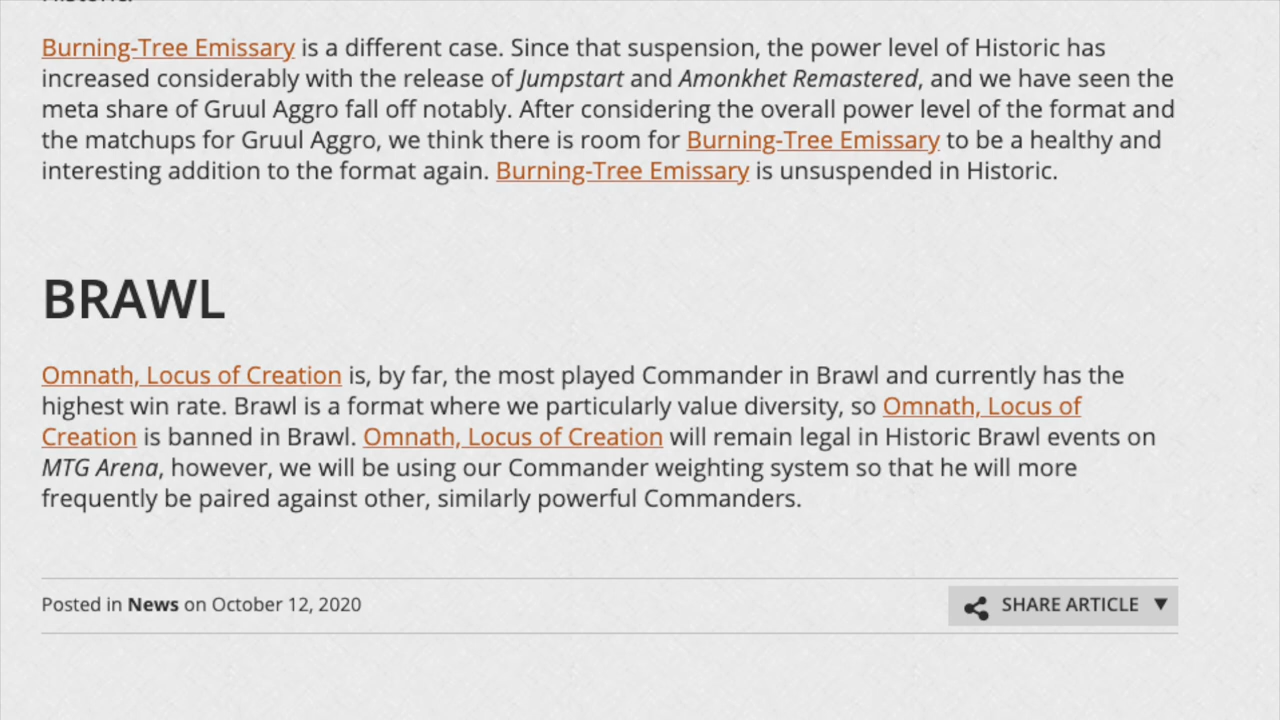 Burning-Tree Emissary is a different case. Since that suspension, the power level of Historic has
increased considerably with the release of Jumpstart and Amonkhet Remastered, and we have seen the
meta share of Gruul Aggro fall off notably. After considering the overall power level of the format and
the matchups for Gruul Aggro, we think there is room for Burning-Tree Emissary to be a healthy and
interesting addition to the format again. Burning-Tree Emissary is unsuspended in Historic.
BRAWL
Omnath, Locus of Creation is, by far, the most played Commander in Brawl and currently has the
highest win rate. Brawl is a format where we particularly value diversity, so Omnath, Locus of
Creation is banned in Brawl. Omnath, Locus of Creation will remain legal in Historic Brawl events on
MTG Arena, however, we will be using our Commander weighting system so that he will more
frequently be paired against other, similarly powerful Commanders.
Posted in News on October 12, 2020
SHARE ARTICLE ▼